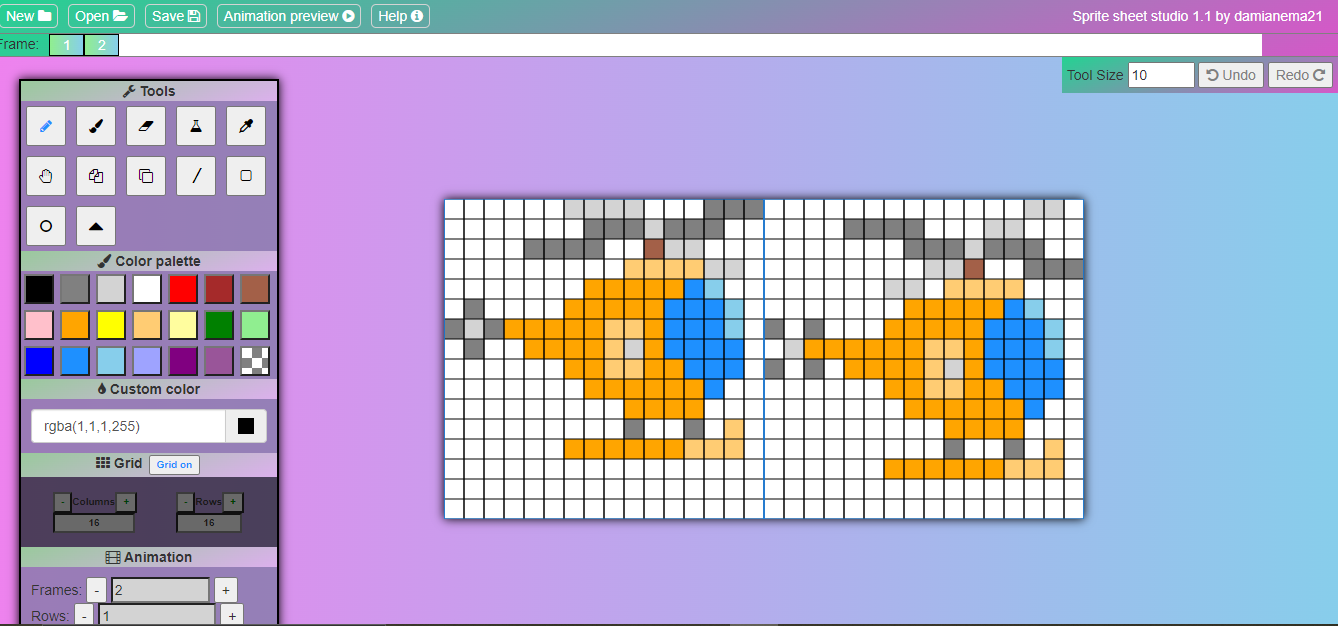 New Open Save Animation preview Help Sprite sheet studio 1.1 by damianema21
Frame: 1 2
Tool Size 10 Undo Redo
Tools
Color palette
Custom color
rgba(1,1,1,255)
Grid Grid on
- Columns + - Rows +
16 16
Animation
Frames: - 2 +
Rows: - 1 +